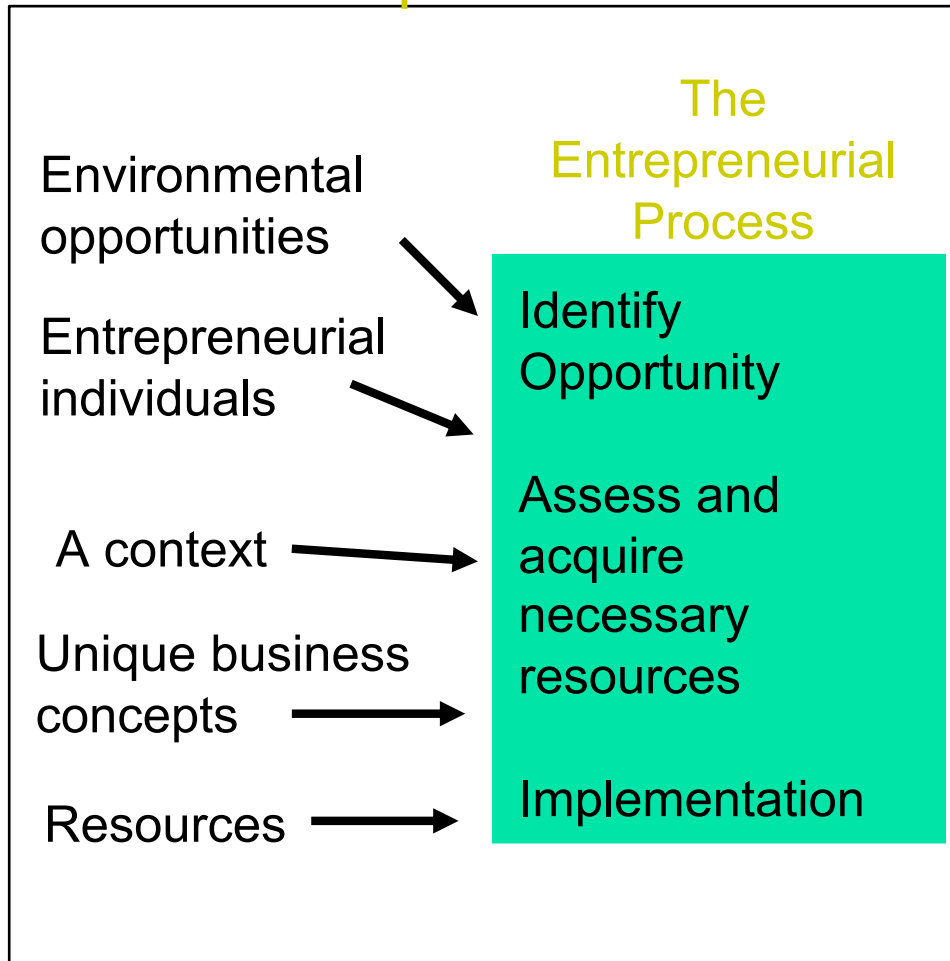 The
Entrepreneurial
Process
Environmental
opportunities
Entrepreneurial
individuals
A context
Unique business
concepts
Resources
Identify
Opportunity
Assess and
acquire
necessary
resources
Implementation